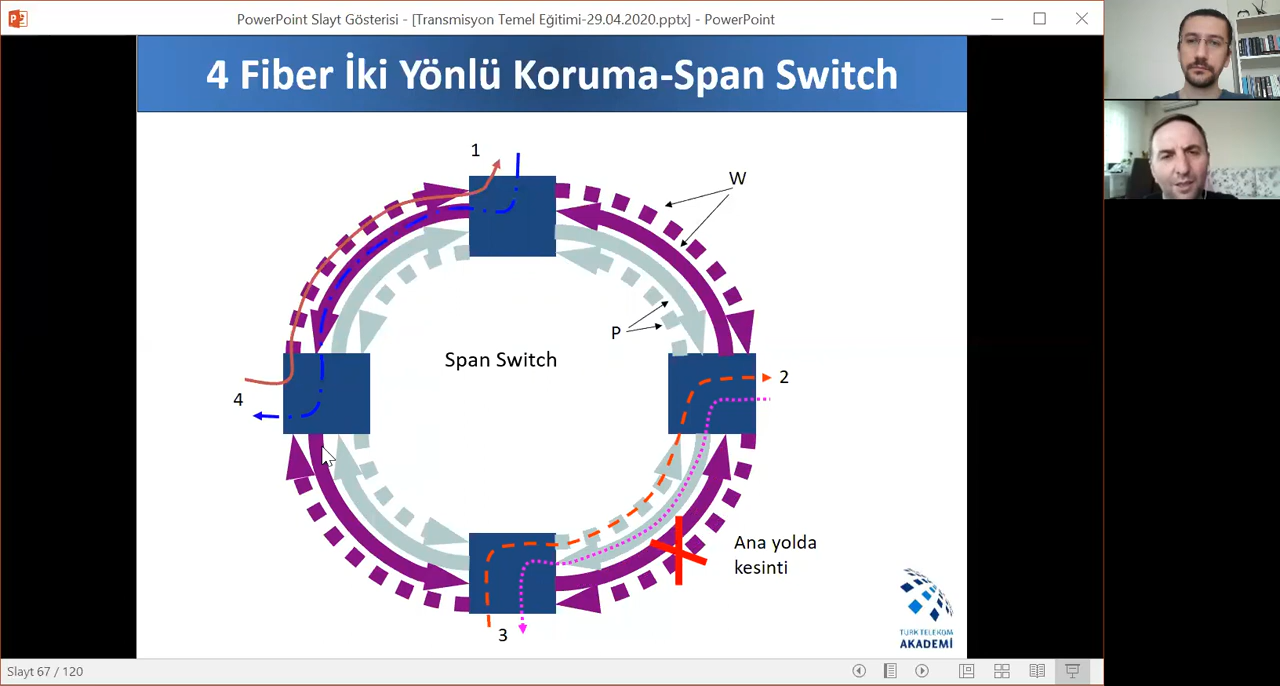 PowerPoint Slayt Gösterisi - [Transmisyon Temel Eğitimi-29.04.2020.pptx] - PowerPoint
4 Fiber İki Yönlü Koruma-Span Switch
1
W
P
Span Switch
2
4
Ana yolda
kesinti
3
TÜRK TELEKOM
AKADEMİ
Slayt 67 / 120